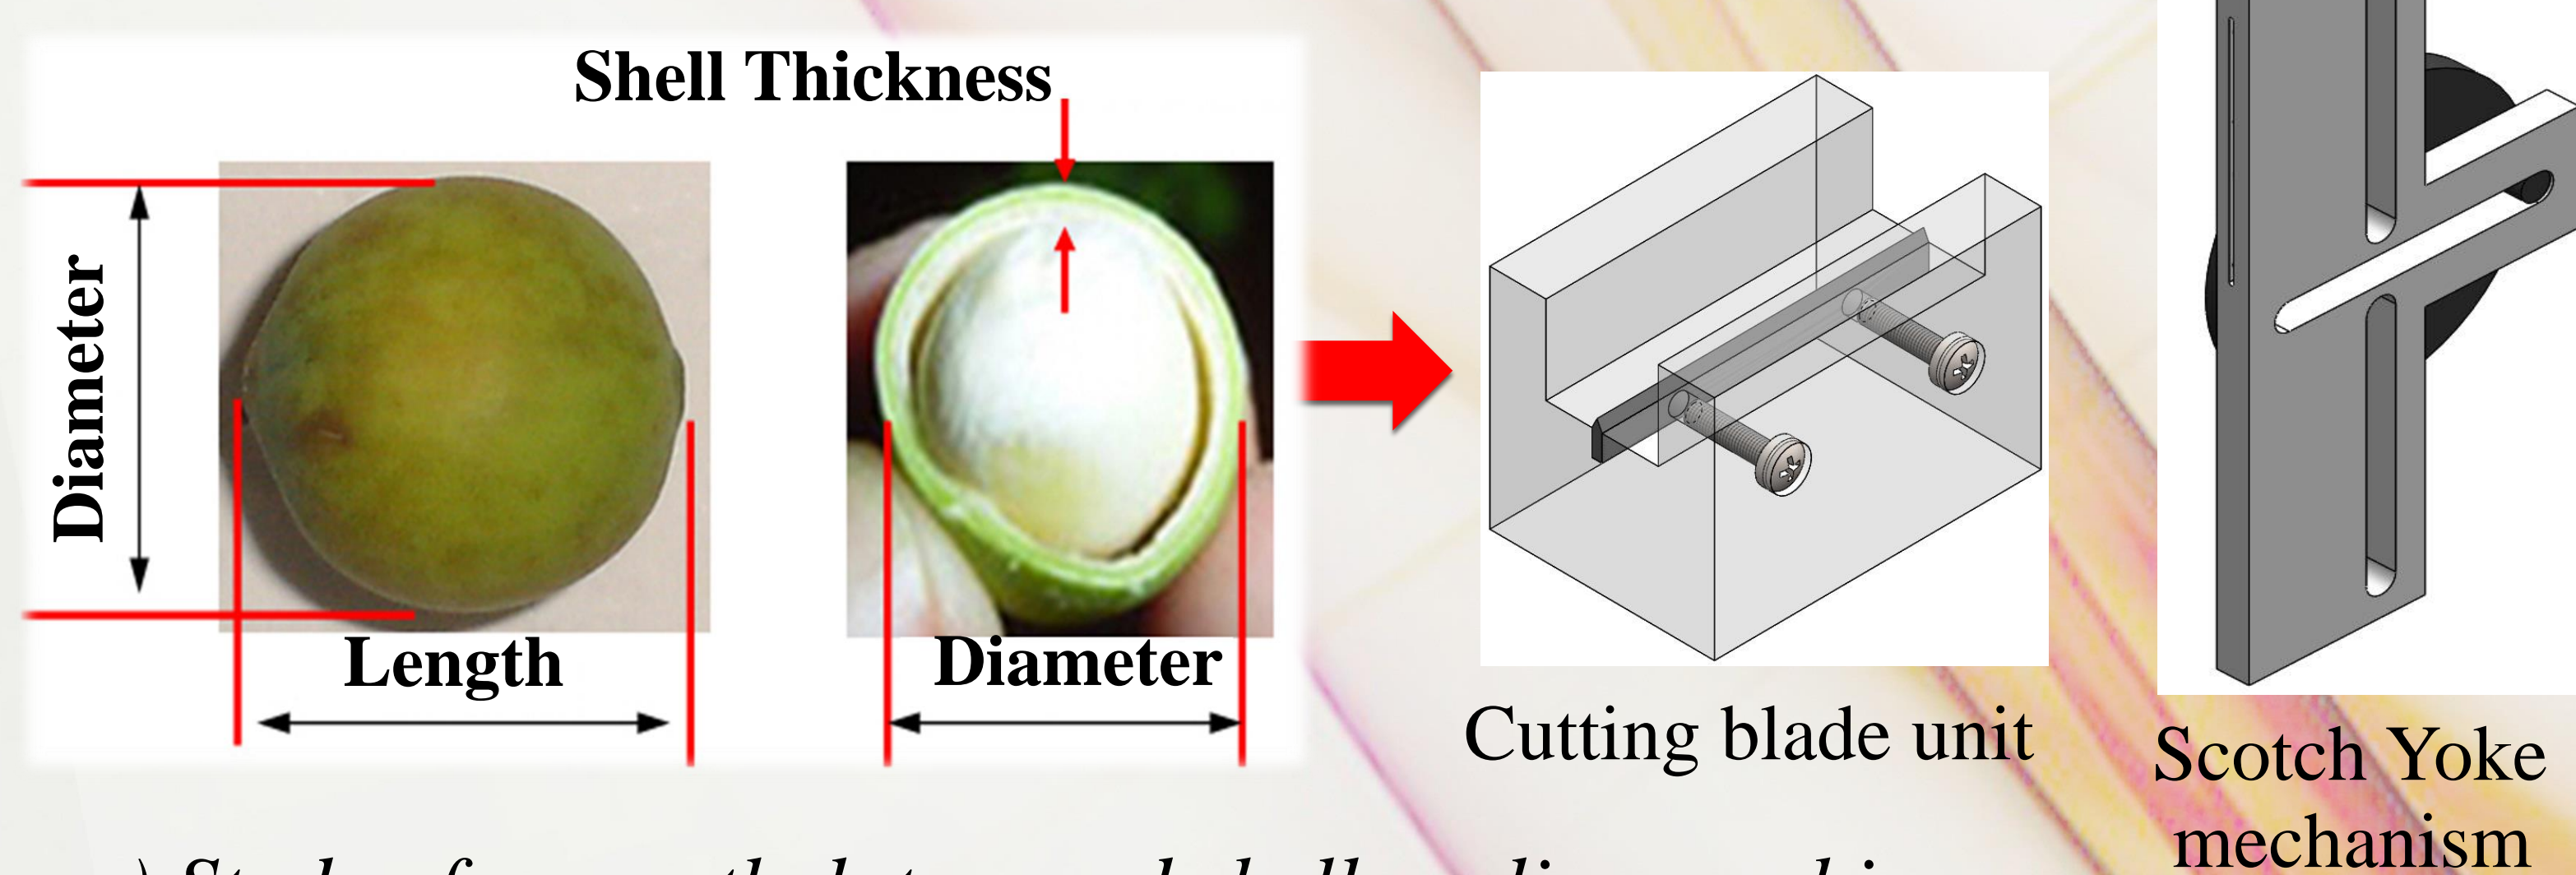 Shell Thickness
Diameter
Length
Diameter
Cutting blade unit
Scotch Yoke
mechanism